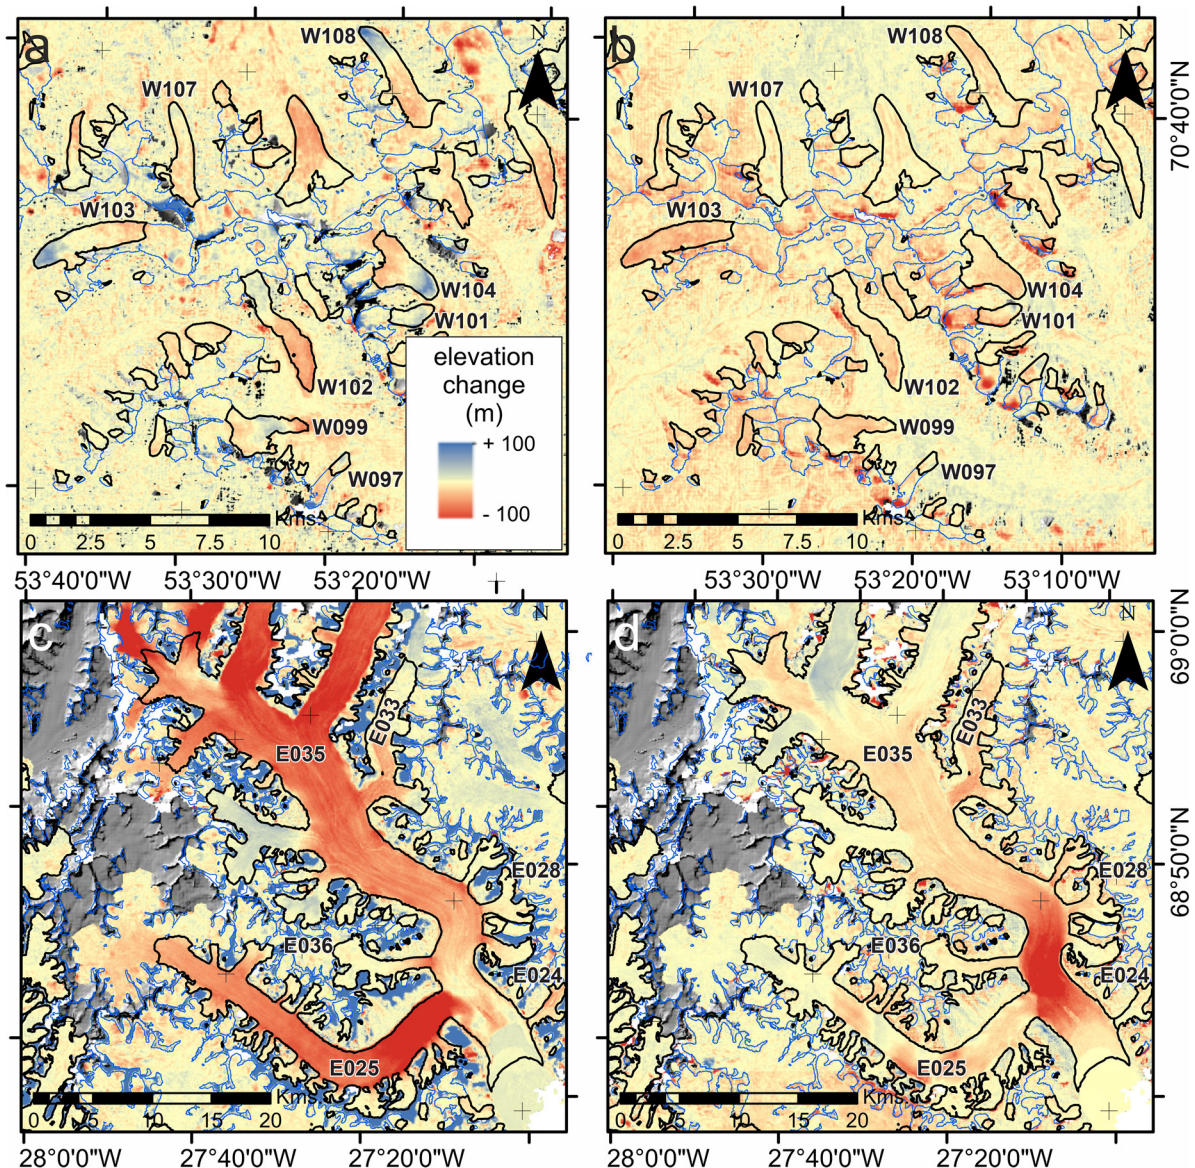 a
W108
N
W107
W103
W104
W101
W102
W099
W097
elevation
change
(m)
+ 100
- 100
Kms
0 2.5 5 7.5 10
53°40'0"W 53°30'0"W 53°20'0"W
b
W108
N
W107
W103
W104
W101
W102
W099
W097
Kms
0 2.5 5 7.5 10
53°30'0"W 53°20'0"W 53°10'0"W
70°40'0"N
c
N
E033
E035
E028
E036
E024
E025
Kms
0 5 10 15 20
28°0'0"W 27°40'0"W 27°20'0"W
d
N
E033
E035
E028
E036
E024
E025
Kms
0 5 10 15 20
28°0'0"W 27°40'0"W 27°20'0"W
69°0'0"N
68°50'0"N